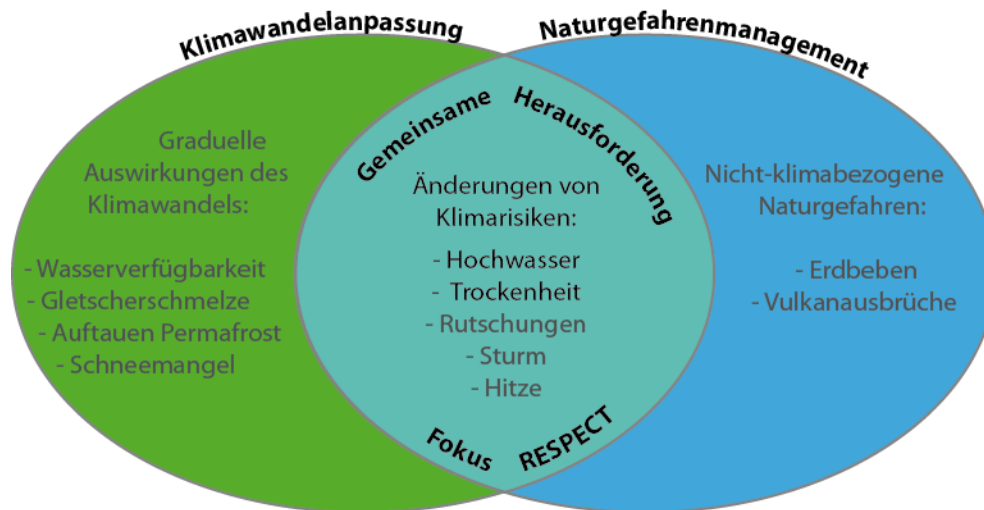 Klimawandelanpassung
Naturgefahrenmanagement
Gemeinsame Herausforderung
Graduelle
Auswirkungen des
Klimawandels:
- Wasserverfügbarkeit
- Gletscherschmelze
- Auftauen Permafrost
- Schneemangel
Änderungen von
Klimarisiken:
- Hochwasser
- Trockenheit
- Rutschungen
- Sturm
- Hitze
Nicht-klimabezogene
Naturgefahren:
- Erdbeben
- Vulkanausbrüche
Fokus RESPECT